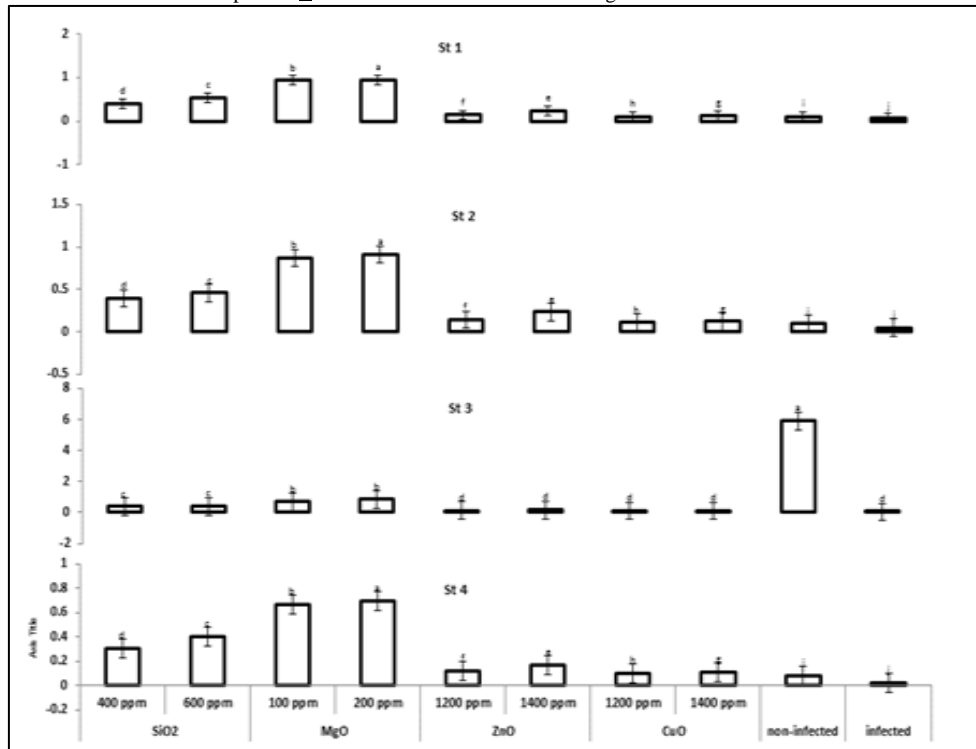 St 1
2
1
0
-1
d
c
b
a
f
e
h
g
i
j
St 2
1.5
1
0.5
0
-0.5
d
c
b
a
f
e
h
g
i
j
St 3
8
6
4
2
0
-2
c
c
b
b
d
d
d
d
a
d
St 4
1
0.8
0.6
0.4
0.2
0
-0.2
Axis Title
d
c
b
a
f
e
h
g
i
j
400 ppm 600 ppm 100 ppm 200 ppm 1200 ppm 1400 ppm 1200 ppm 1400 ppm
SiO2 MgO ZnO CuO non-infected infected